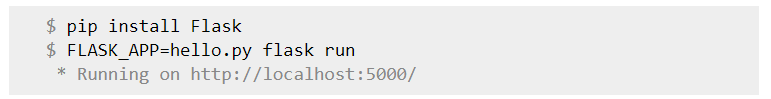 $ pip install Flask
$ FLASK_APP=hello.py flask run
* Running on http://localhost:5000/